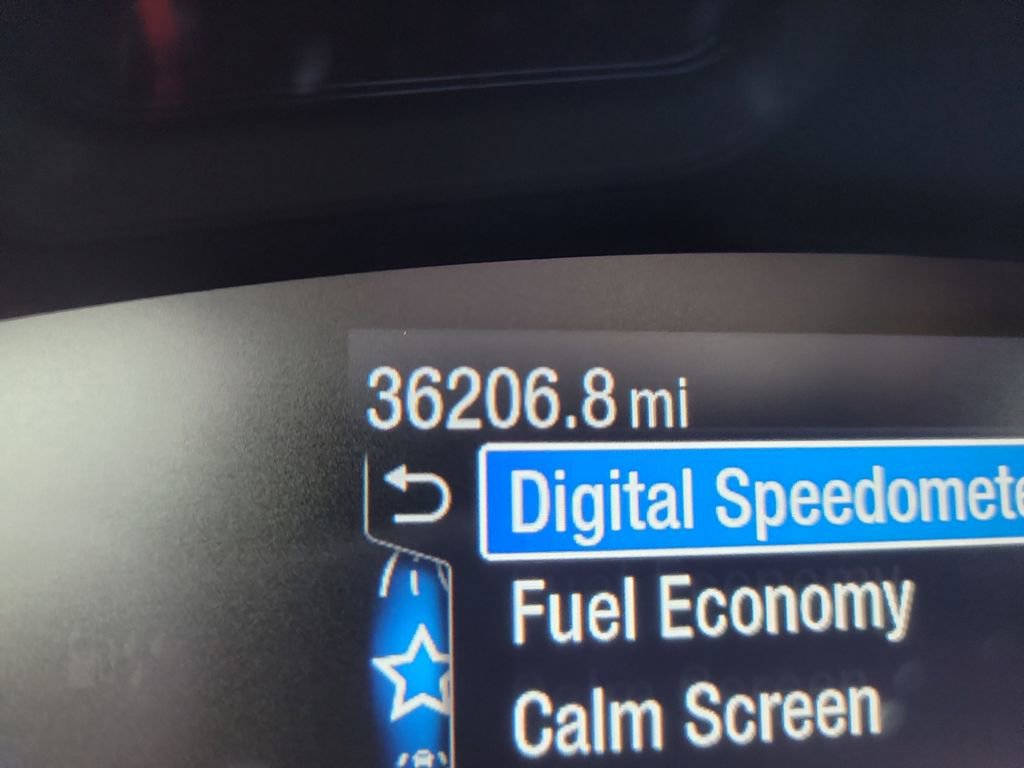 36206.8 mi
Digital Speedomete
Fuel Economy
Calm Screen